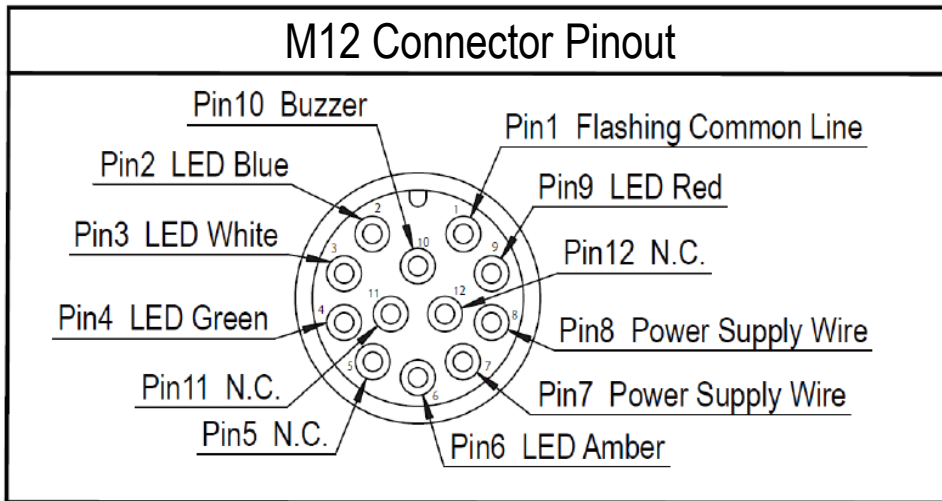 M12 Connector Pinout
Pin10 Buzzer
Pin1 Flashing Common Line
Pin2 LED Blue
Pin9 LED Red
Pin3 LED White
Pin12 N.C.
Pin4 LED Green
Pin8 Power Supply Wire
Pin11 N.C.
Pin7 Power Supply Wire
Pin5 N.C.
Pin6 LED Amber
2
1
10
3
9
11
12
4
8
5
7
6